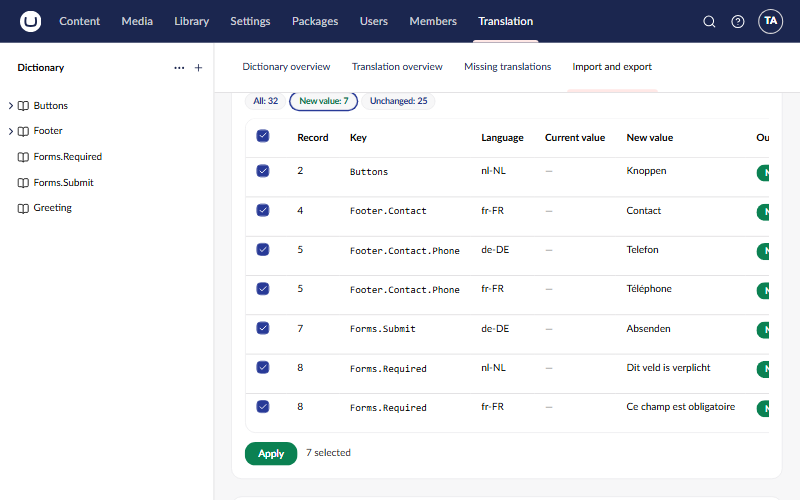 Content Media Library Settings Packages Users Members Translation TA
Dictionary ••• +
Dictionary overview Translation overview Missing translations Import and export
Buttons
Footer
Forms.Required
Forms.Submit
Greeting
All: 32 New value: 7 Unchanged: 25
Record Key Language Current value New value Ou
2 Buttons nl-NL — Knoppen N
4 Footer.Contact fr-FR — Contact N
5 Footer.Contact.Phone de-DE — Telefon N
5 Footer.Contact.Phone fr-FR — Téléphone N
7 Forms.Submit de-DE — Absenden N
8 Forms.Required nl-NL — Dit veld is verplicht N
8 Forms.Required fr-FR — Ce champ est obligatoire N
Apply 7 selected